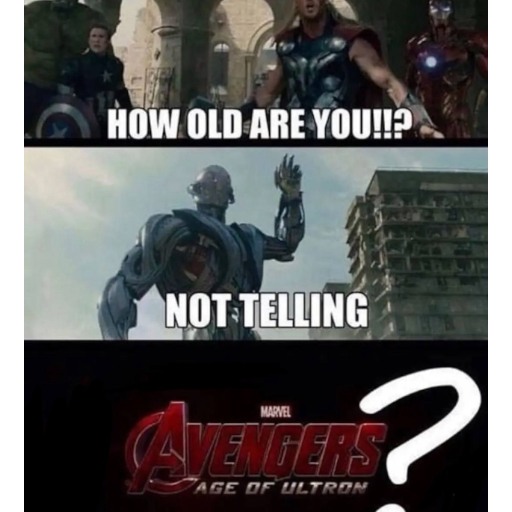 HOW OLD ARE YOU!!?
NOT TELLING
MARVEL
AVENGERS
AGE OF ULTRON
?